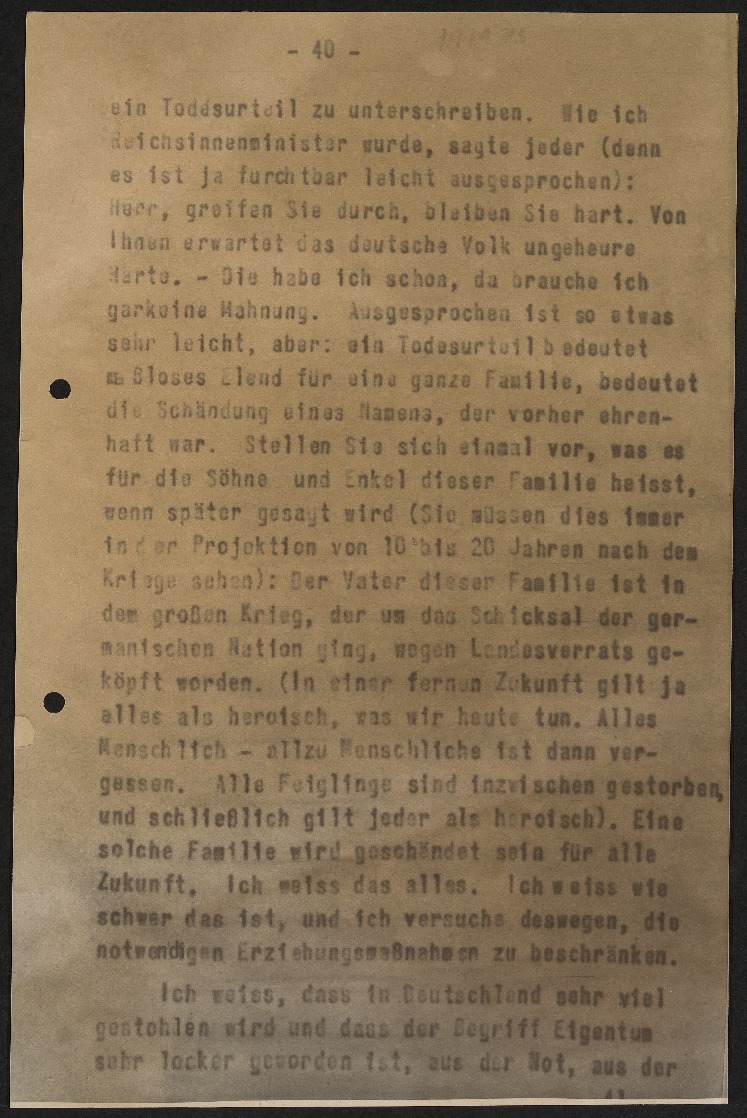 - 40 -
1919 PS
ein Todesurteil zu unterschreiben. Wie ich
Reichsinnenminister wurde, sagte jeder (denn
es ist ja furchtbar leicht ausgesprochen):
Herr, greifen Sie durch, bleiben Sie hart. Von
Ihnen erwartet das deutsche Volk ungeheure
Härte. - Die habe ich schon, da brauche ich
garkeine Mahnung. Ausgesprochen ist so etwas
sehr leicht, aber: ein Todesurteil b edeutet
maßloses Elend für eine ganze Familie, bedeutet
die Schändung eines Namens, der vorher ehren-
haft war. Stellen Sie sich einmal vor, was es
für die Söhne und Enkel dieser Familie heisst,
wenn später gesagt wird (Sie müssen dies immer
in der Projektion von 10 bis 20 Jahren nach dem
Kriege sehen): Der Vater dieser Familie ist in
dem großen Krieg, der um das Schicksal der ger-
manischen Nation ging, wegen Landesverrats ge-
köpft worden. (In einer fernen Zukunft gilt ja
alles als heroisch, was wir heute tun. Alles
Menschlich - allzu Menschliche ist dann ver-
gessen. Alle Feiglinge sind inzwischen gestorben,
und schließlich gilt jeder als heroisch). Eine
solche Familie wird geschändet sein für alle
Zukunft. Ich weiss das alles. Ich weiss wie
schwer das ist, und ich versuche deswegen, die
notwendigen Erziehungsmaßnahmen zu beschränken.
Ich weiss, dass in Deutschland sehr viel
gestohlen wird und dass der Begriff Eigentum
sehr locker geworden ist, aus der Not, aus der